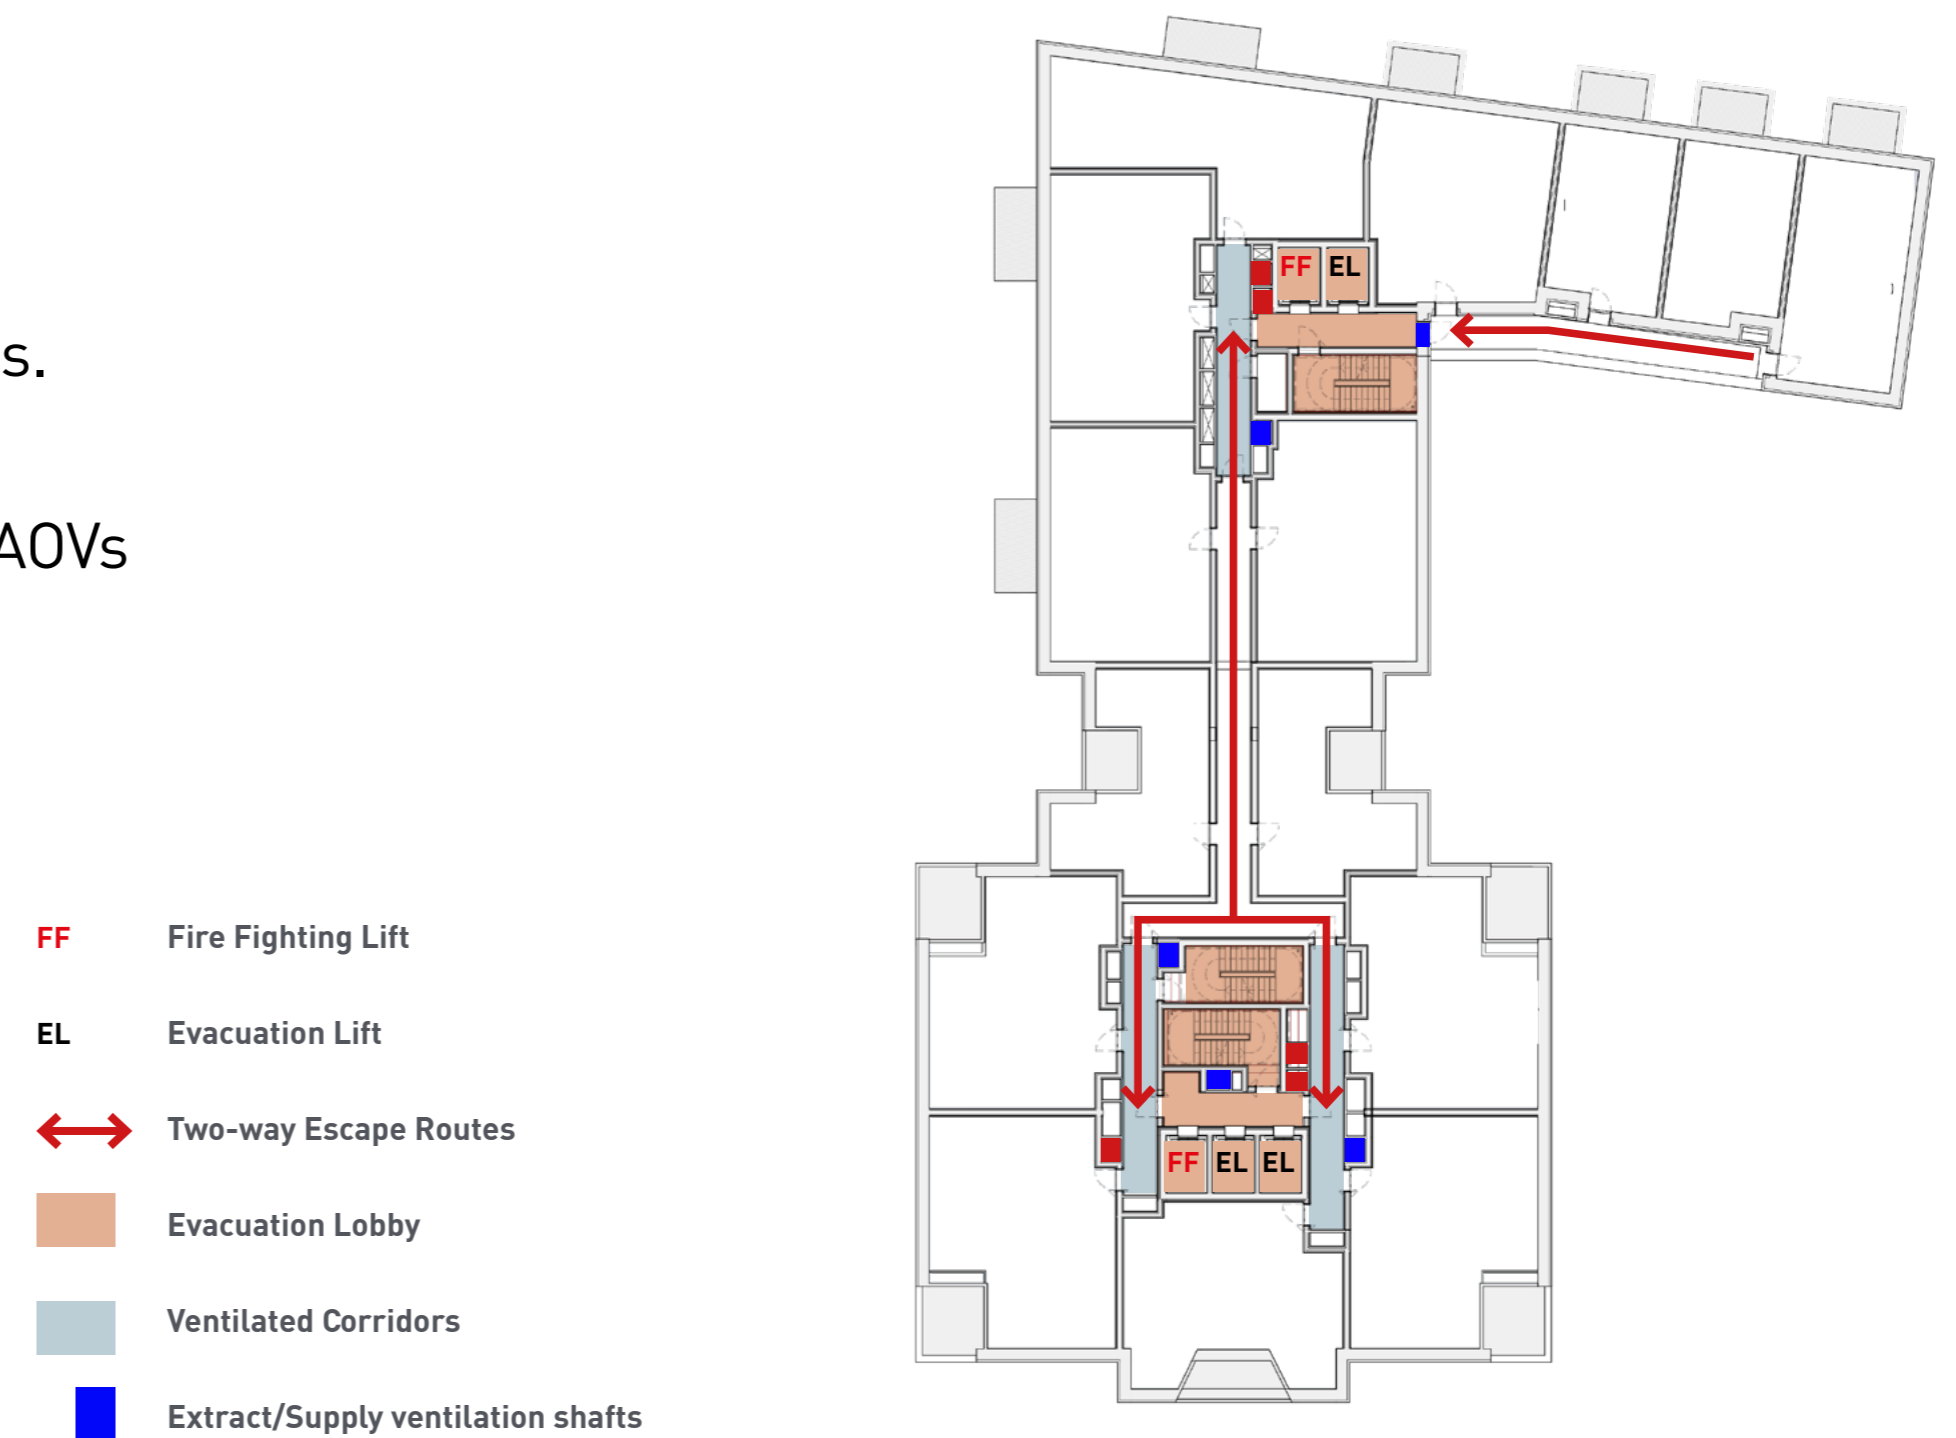 s.
AOVs
FF Fire Fighting Lift
EL Evacuation Lift
Two-way Escape Routes
Evacuation Lobby
Ventilated Corridors
Extract/Supply ventilation shafts
FF EL
FF EL EL